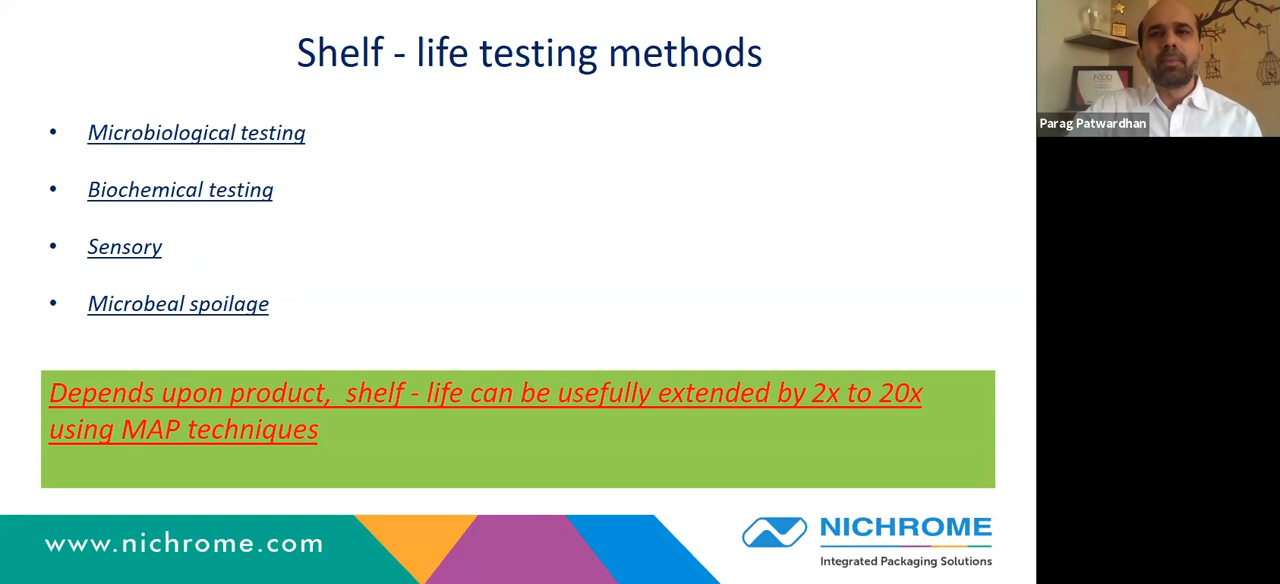 Shelf - life testing methods
• Microbiological testing
• Biochemical testing
• Sensory
• Microbeal spoilage
Depends upon product, shelf - life can be usefully extended by 2x to 20x
using MAP techniques
www.nichrome.com
NICHROME
Integrated Packaging Solutions
FOOD
Parag Patwardhan